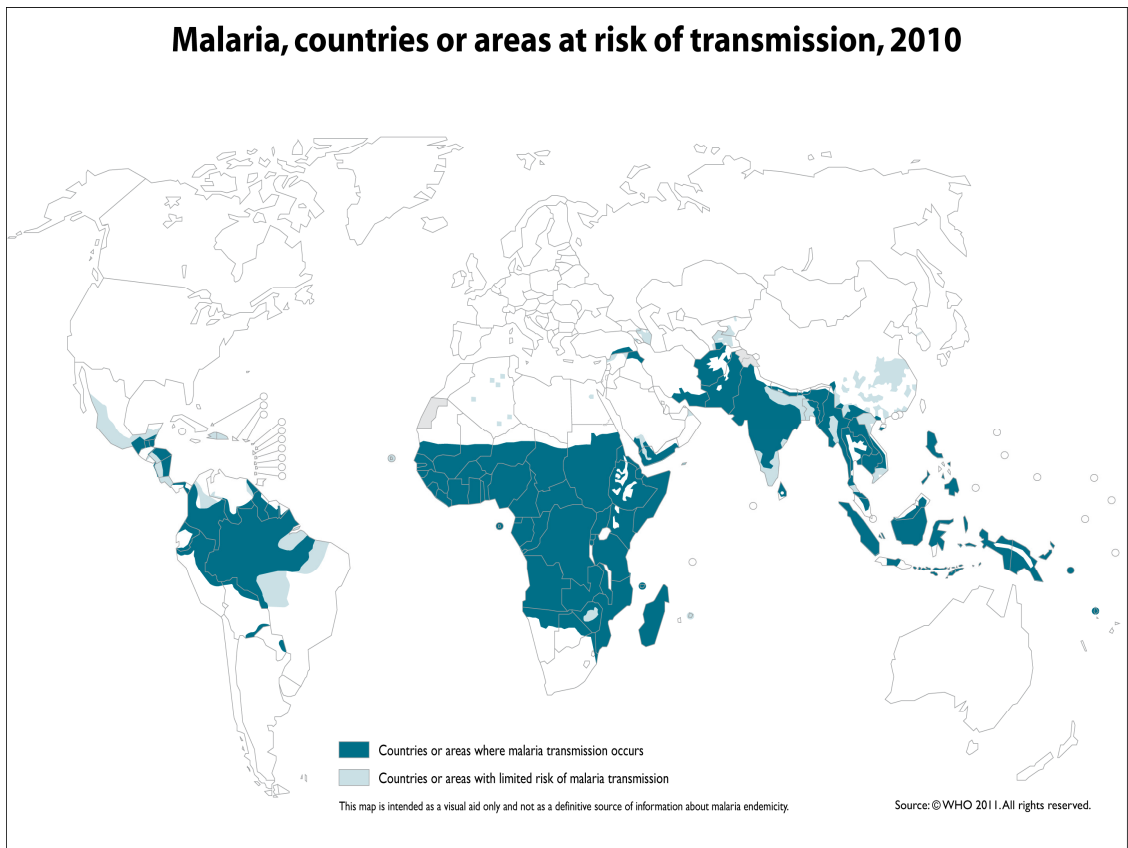 Malaria, countries or areas at risk of transmission, 2010
Countries or areas where malaria transmission occurs
Countries or areas with limited risk of malaria transmission
This map is intended as a visual aid only and not as a definitive source of information about malaria endemicity.
Source: © WHO 2011. All rights reserved.